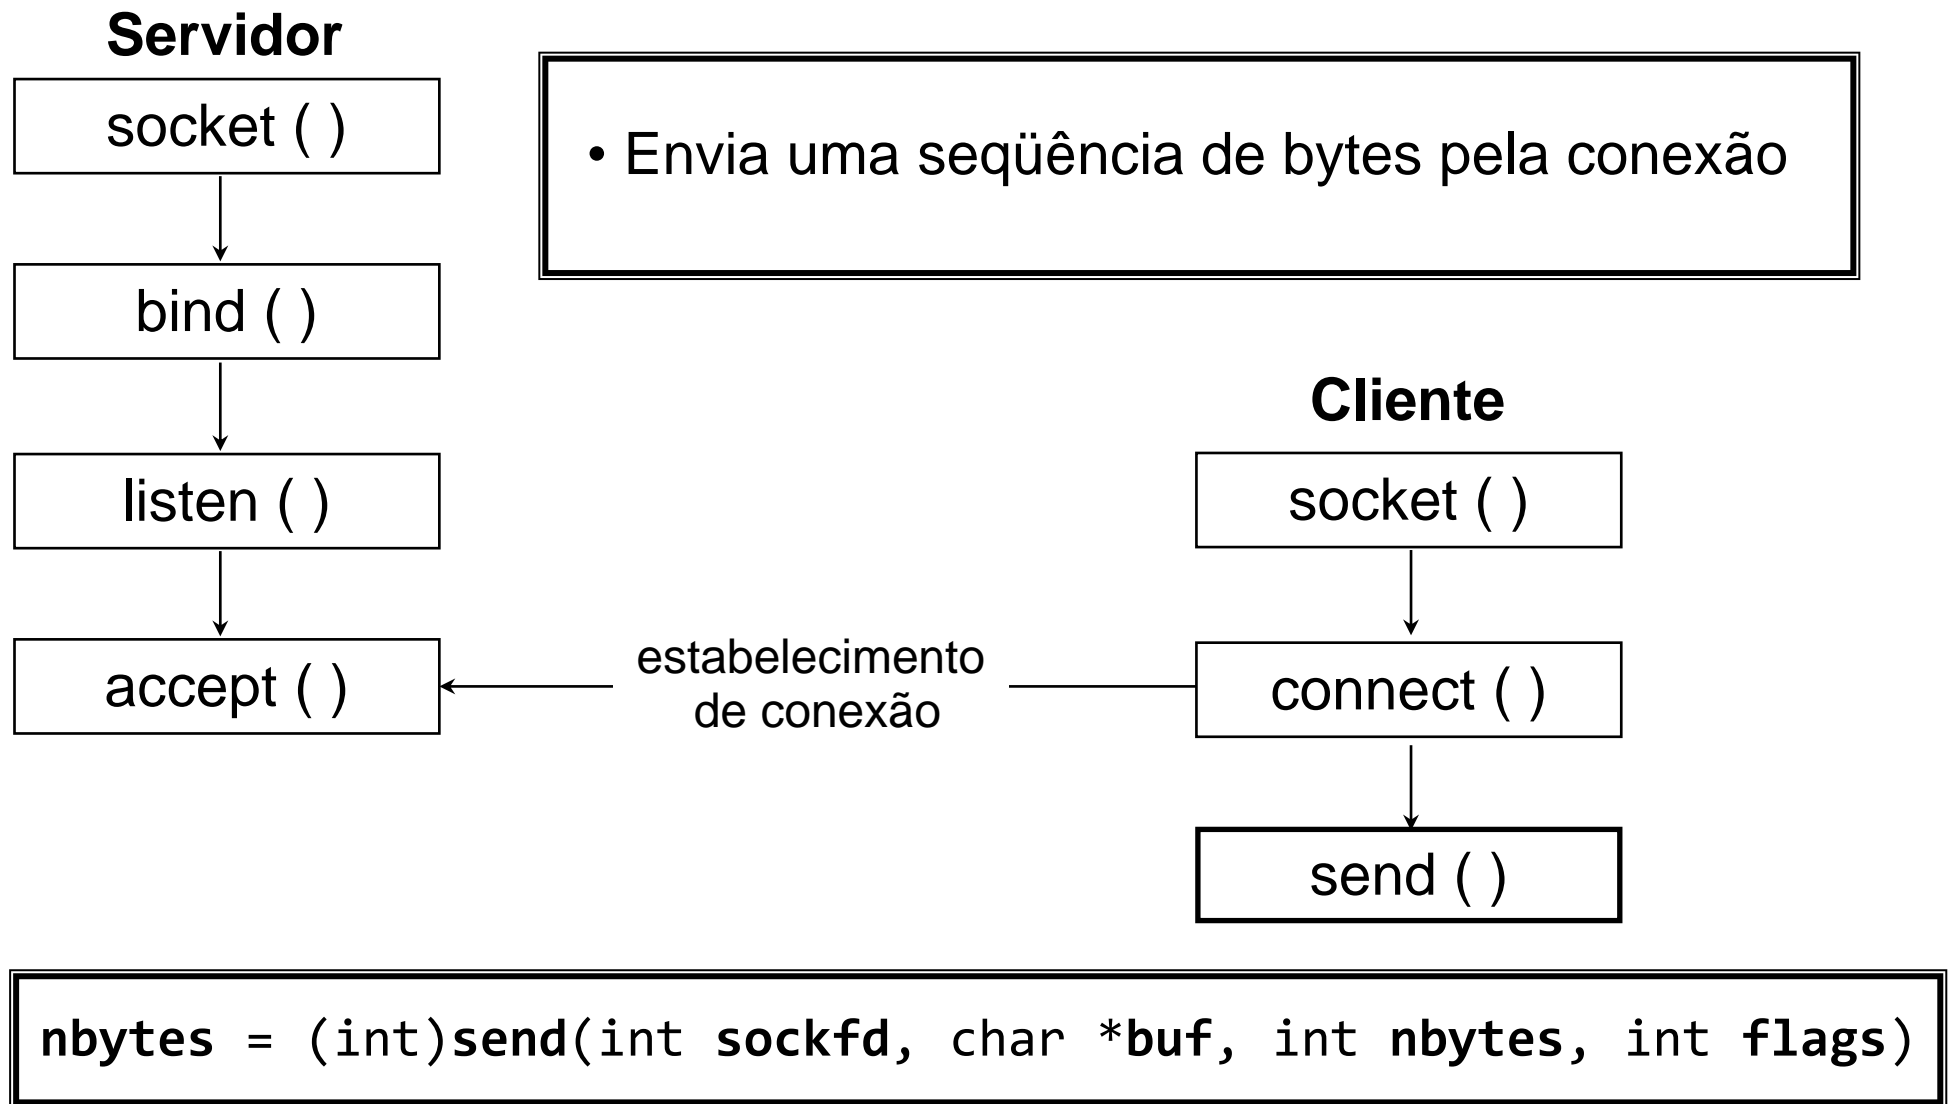 Servidor
socket ( )
• Envia uma seqüência de bytes pela conexão
bind ( )
listen ( )
accept ( )
Cliente
socket ( )
estabelecimento
de conexão
connect ( )
send ( )
nbytes = (int)send(int sockfd, char *buf, int nbytes, int flags)